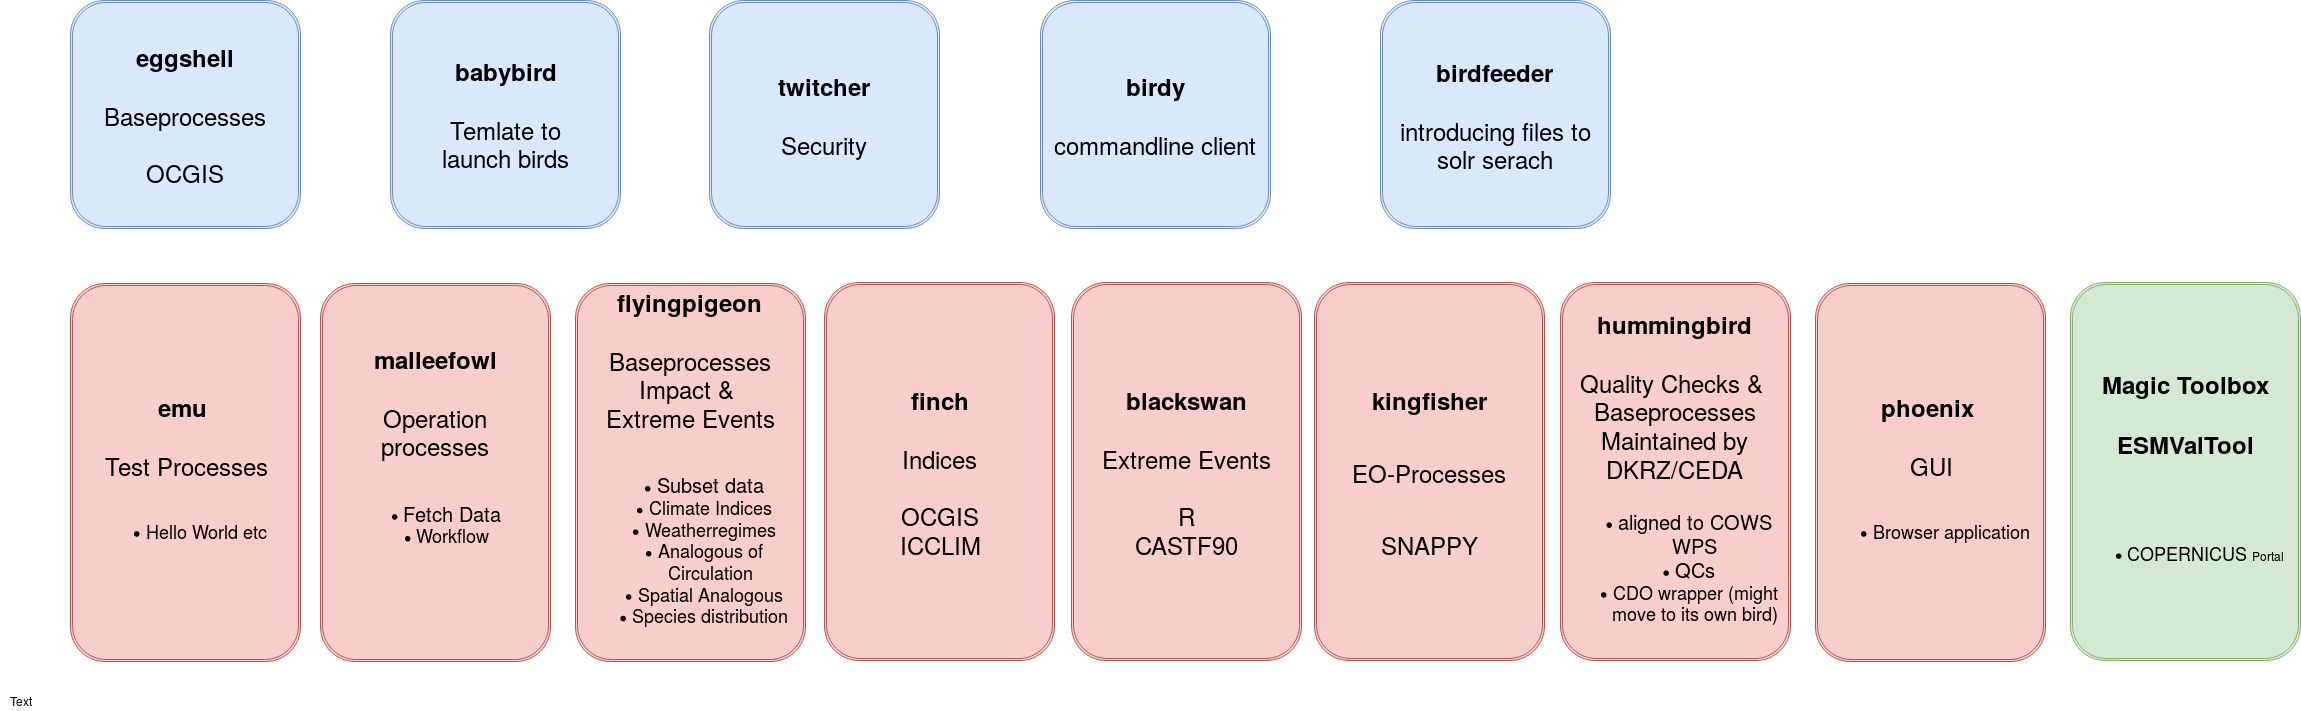 eggshell
Baseprocesses
OCGIS
babybird
Temlate to
launch birds
twitcher
Security
birdy
commandline client
birdfeeder
introducing files to
solr serach
emu
Test Processes
• Hello World etc
malleefowl
Operation
processes
• Fetch Data
• Workflow
flyingpigeon
Baseprocesses
Impact &
Extreme Events
• Subset data
• Climate Indices
• Weatherregimes
• Analogous of
Circulation
• Spatial Analogous
• Species distribution
finch
Indices
OCGIS
ICCLIM
blackswan
Extreme Events
R
CASTF90
kingfisher
EO-Processes
SNAPPY
hummingbird
Quality Checks &
Baseprocesses
Maintained by
DKRZ/CEDA
• aligned to COWS
WPS
• QCs
• CDO wrapper (might
move to its own bird)
phoenix
GUI
• Browser application
Magic Toolbox
ESMValTool
• COPERNICUS Portal
Text